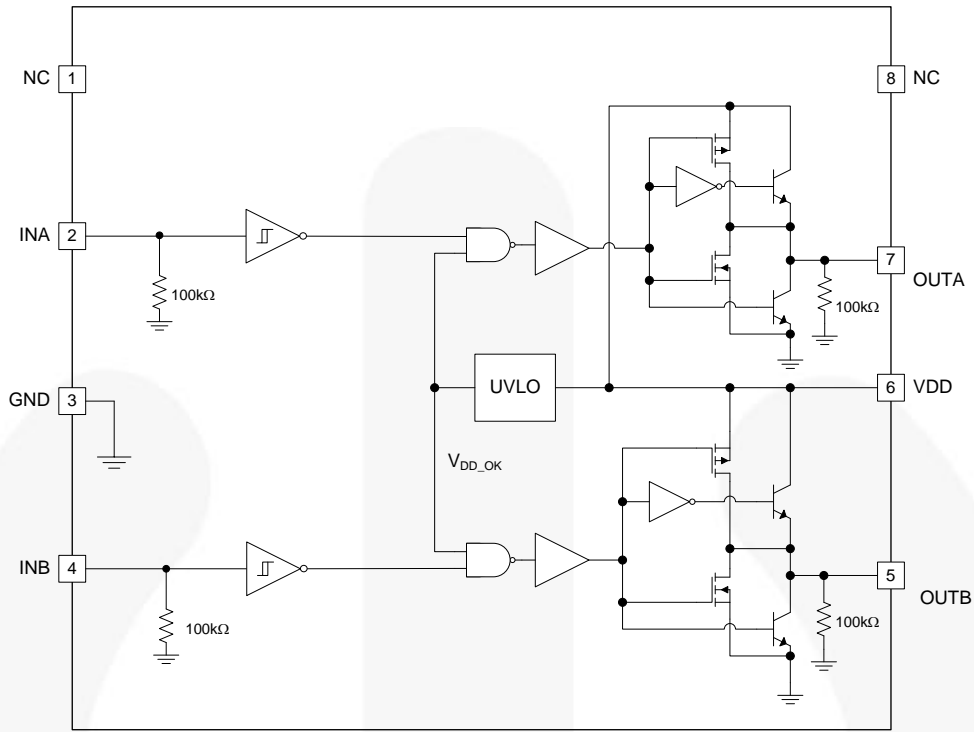 NC 1
8 NC
INA 2
100kΩ
7 OUTA
100kΩ
GND 3
UVLO
6 VDD
VDD_OK
INB 4
100kΩ
5 OUTB
100kΩ